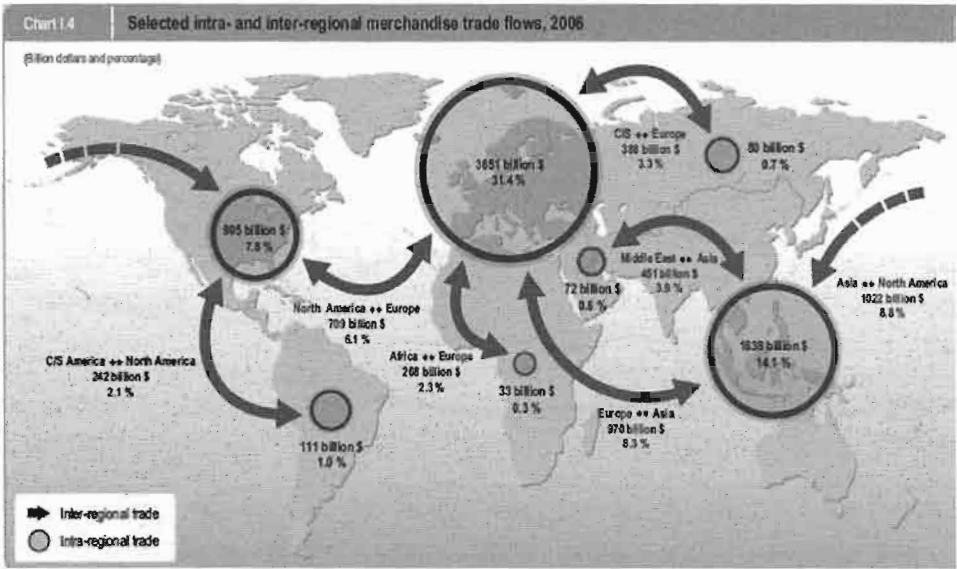 Chart I.4
Selected intra- and inter-regional merchandise trade flows, 2006
(Billion dollars and percentage)
3651 billion $
31.4 %
CIS ↔ Europe
388 billion $
3.3 %
80 billion $
0.7 %
905 billion $
7.8 %
Middle East ↔ Asia
451 billion $
3.9 %
72 billion $
0.6 %
Asia ↔ North America
1022 billion $
8.8 %
North America ↔ Europe
709 billion $
6.1 %
1638 billion $
14.1 %
C/S America ↔ North America
242 billion $
2.1 %
Africa ↔ Europe
268 billion $
2.3 %
33 billion $
0.3 %
Europe ↔ Asia
970 billion $
8.3 %
111 billion $
1.0 %
Inter-regional trade
Intra-regional trade